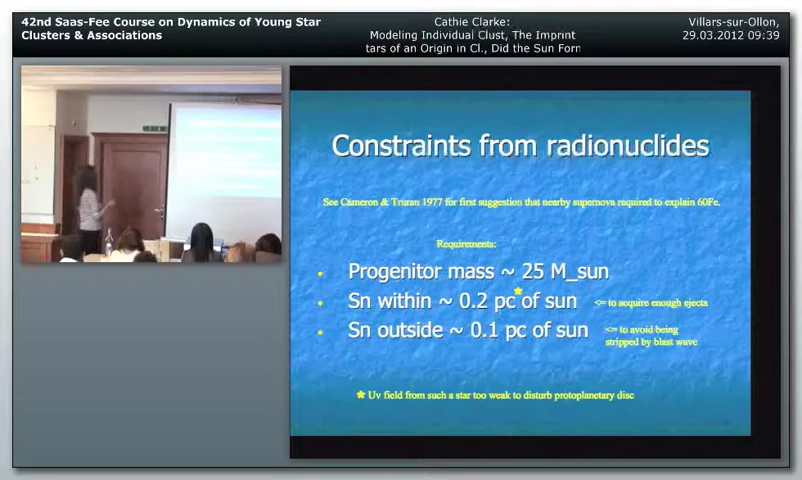 42nd Saas-Fee Course on Dynamics of Young Star
Clusters & Associations
Cathie Clarke:
Modeling Individual Clust, The Imprint
tars of an Origin in Cl., Did the Sun Forn
Villars-sur-Ollon,
29.03.2012 09:39
Constraints from radionuclides
See Cameron & Truran 1977 for first suggestion that nearby supernova required to explain 60Fe.
Requirements:
• Progenitor mass ~ 25 M_sun
• Sn within ~ 0.2 pc* of sun <= to acquire enough ejecta
• Sn outside ~ 0.1 pc of sun <= to avoid being
stripped by blast wave
* Uv field from such a star too weak to disturb protoplanetary disc